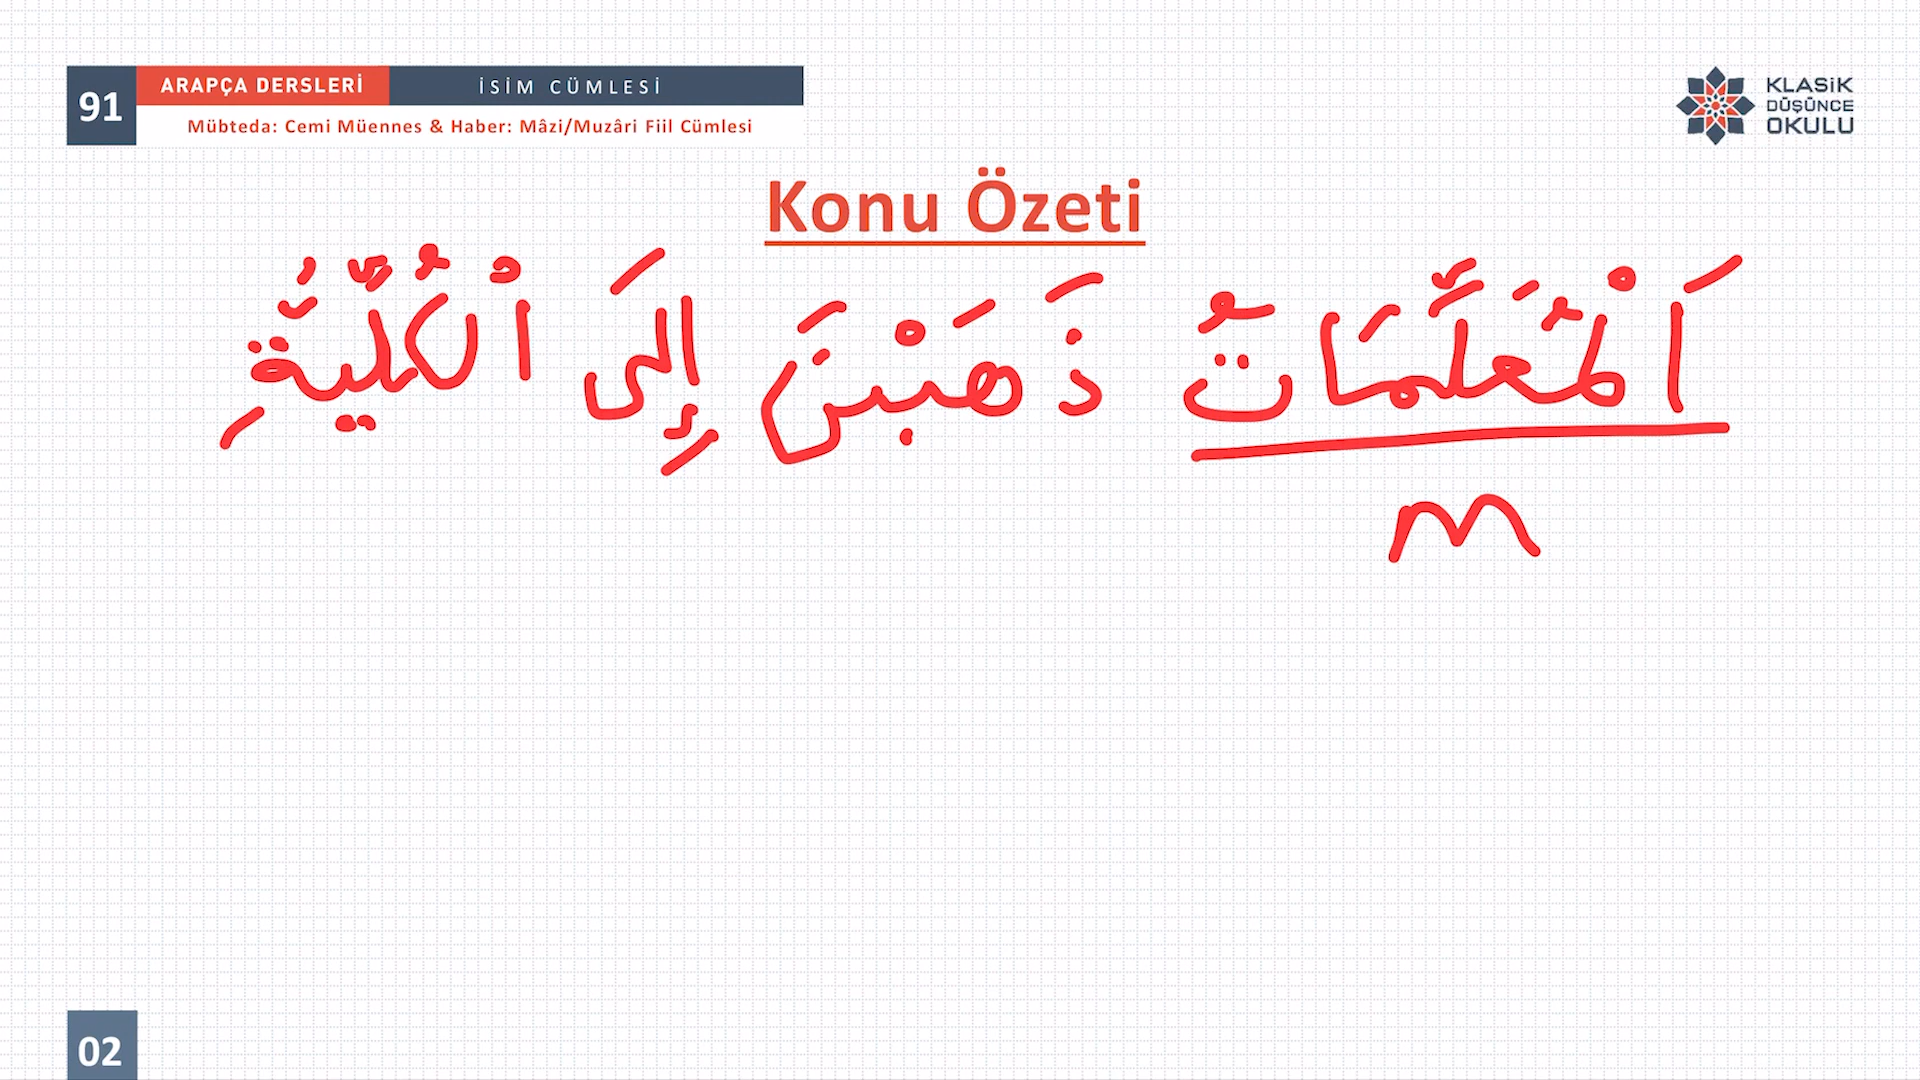 91
ARAPÇA DERSLERİ İSİM CÜMLESİ
Mübteda: Cemi Müennes & Haber: Mâzi/Muzâri Fiil Cümlesi
KLASİK
DÜŞÜNCE
OKULU
Konu Özeti
اَلْمُعَلِّمَاتُ ذَهَبْنَ إِلَى الْكُلِّيَّةِ
m
02